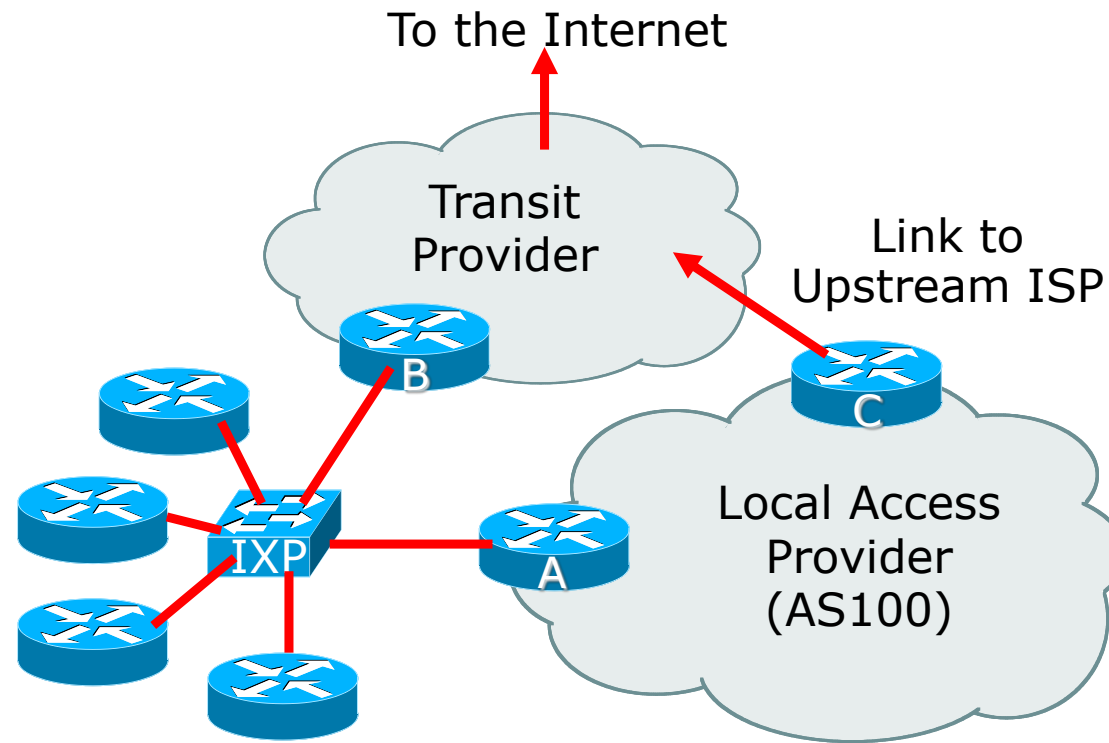 To the Internet
Transit
Provider
Link to
Upstream ISP
B
C
IXP
A
Local Access
Provider
(AS100)